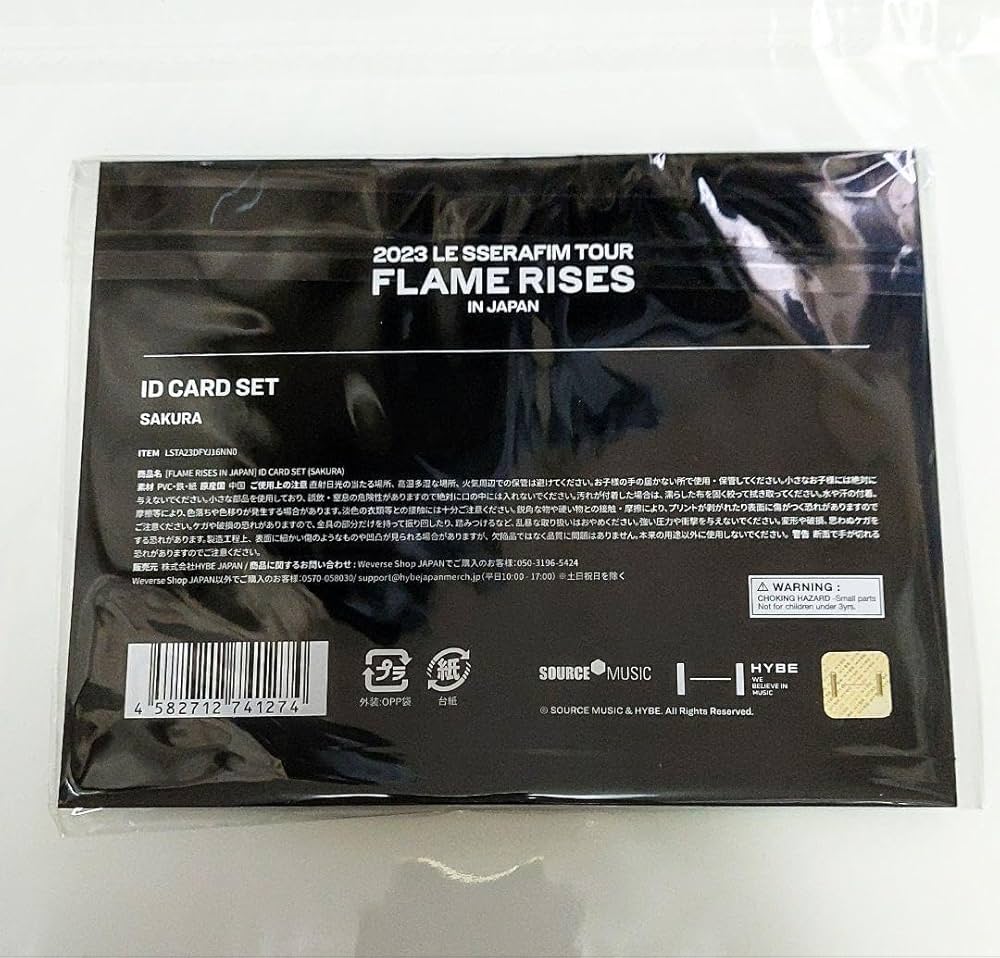 2023 LE SSERAFIM TOUR
FLAME RISES
IN JAPAN
ID CARD SET
SAKURA
ITEM LSTA23DFYJ16NN0
商品名 [FLAME RISES IN JAPAN] ID CARD SET (SAKURA)
素材 PVC・鉄・紙 原産国 中国 ご使用上の注意 直射日光の当たる場所、高温多湿な場所、火気周辺での保管は避けてください。お子様の手の届かない所で使用・保管してください。小さなお子様には絶対に
与えないでください。小さな部品を使用しており、誤飲・窒息の危険性がありますので絶対に口の中には入れないでください。汚れが付着した場合は、濡らした布を固く絞って拭き取ってください。水や汗の付着、
摩擦等により、色落ちや色移りが発生する場合があります。淡色の衣類等との接触には十分ご注意ください。鋭角な物や硬い物との接触・摩擦により、プリントが剥がれたり表面に傷がつく恐れがありますので
ご注意ください。ケガや破損の恐れがありますので、金具の部分だけを持って振り回したり、踏みつけるなど、乱暴な取り扱いはおやめください。強い圧力や衝撃を与えないでください。変形や破損、思わぬケガを
する恐れがあります。製造工程上、表面に細かい傷のようなものや凹凸が見られる場合がありますが、欠陥品ではなく品質に問題はありません。本来の用途以外に使用しないでください。 警告 断面で手が切れる
恐れがありますのでご注意ください。
販売元 株式会社HYBE JAPAN / 商品に関するお問い合わせ : Weverse Shop JAPANでご購入のお客様:050-3196-5424
Weverse Shop JAPAN以外でご購入のお客様:0570-058030/ support@hybejapanmerch.jp(平日10:00 - 17:00) ※土日祝日を除く
WARNING :
CHOKING HAZARD -Small parts
Not for children under 3yrs.
4 582712 741274
プラ
外装:OPP袋
紙
台紙
SOURCE MUSIC
HYBE
WE
BELIEVE IN
MUSIC
© SOURCE MUSIC & HYBE. All Rights Reserved.